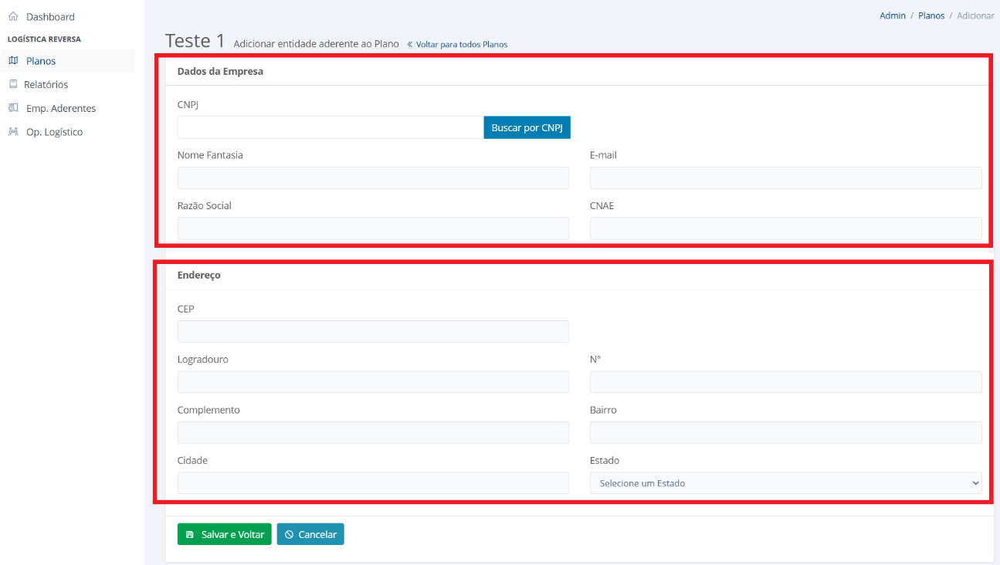 Dashboard
LOGÍSTICA REVERSA
Planos
Relatórios
Emp. Aderentes
Op. Logístico
Admin / Planos / Adicionar
Teste 1 Adicionar entidade aderente ao Plano « Voltar para todos Planos
Dados da Empresa
CNPJ
Buscar por CNPJ
Nome Fantasia E-mail
Razão Social CNAE
Endereço
CEP
Logradouro N°
Complemento Bairro
Cidade Estado
Selecione um Estado
Salvar e Voltar Cancelar